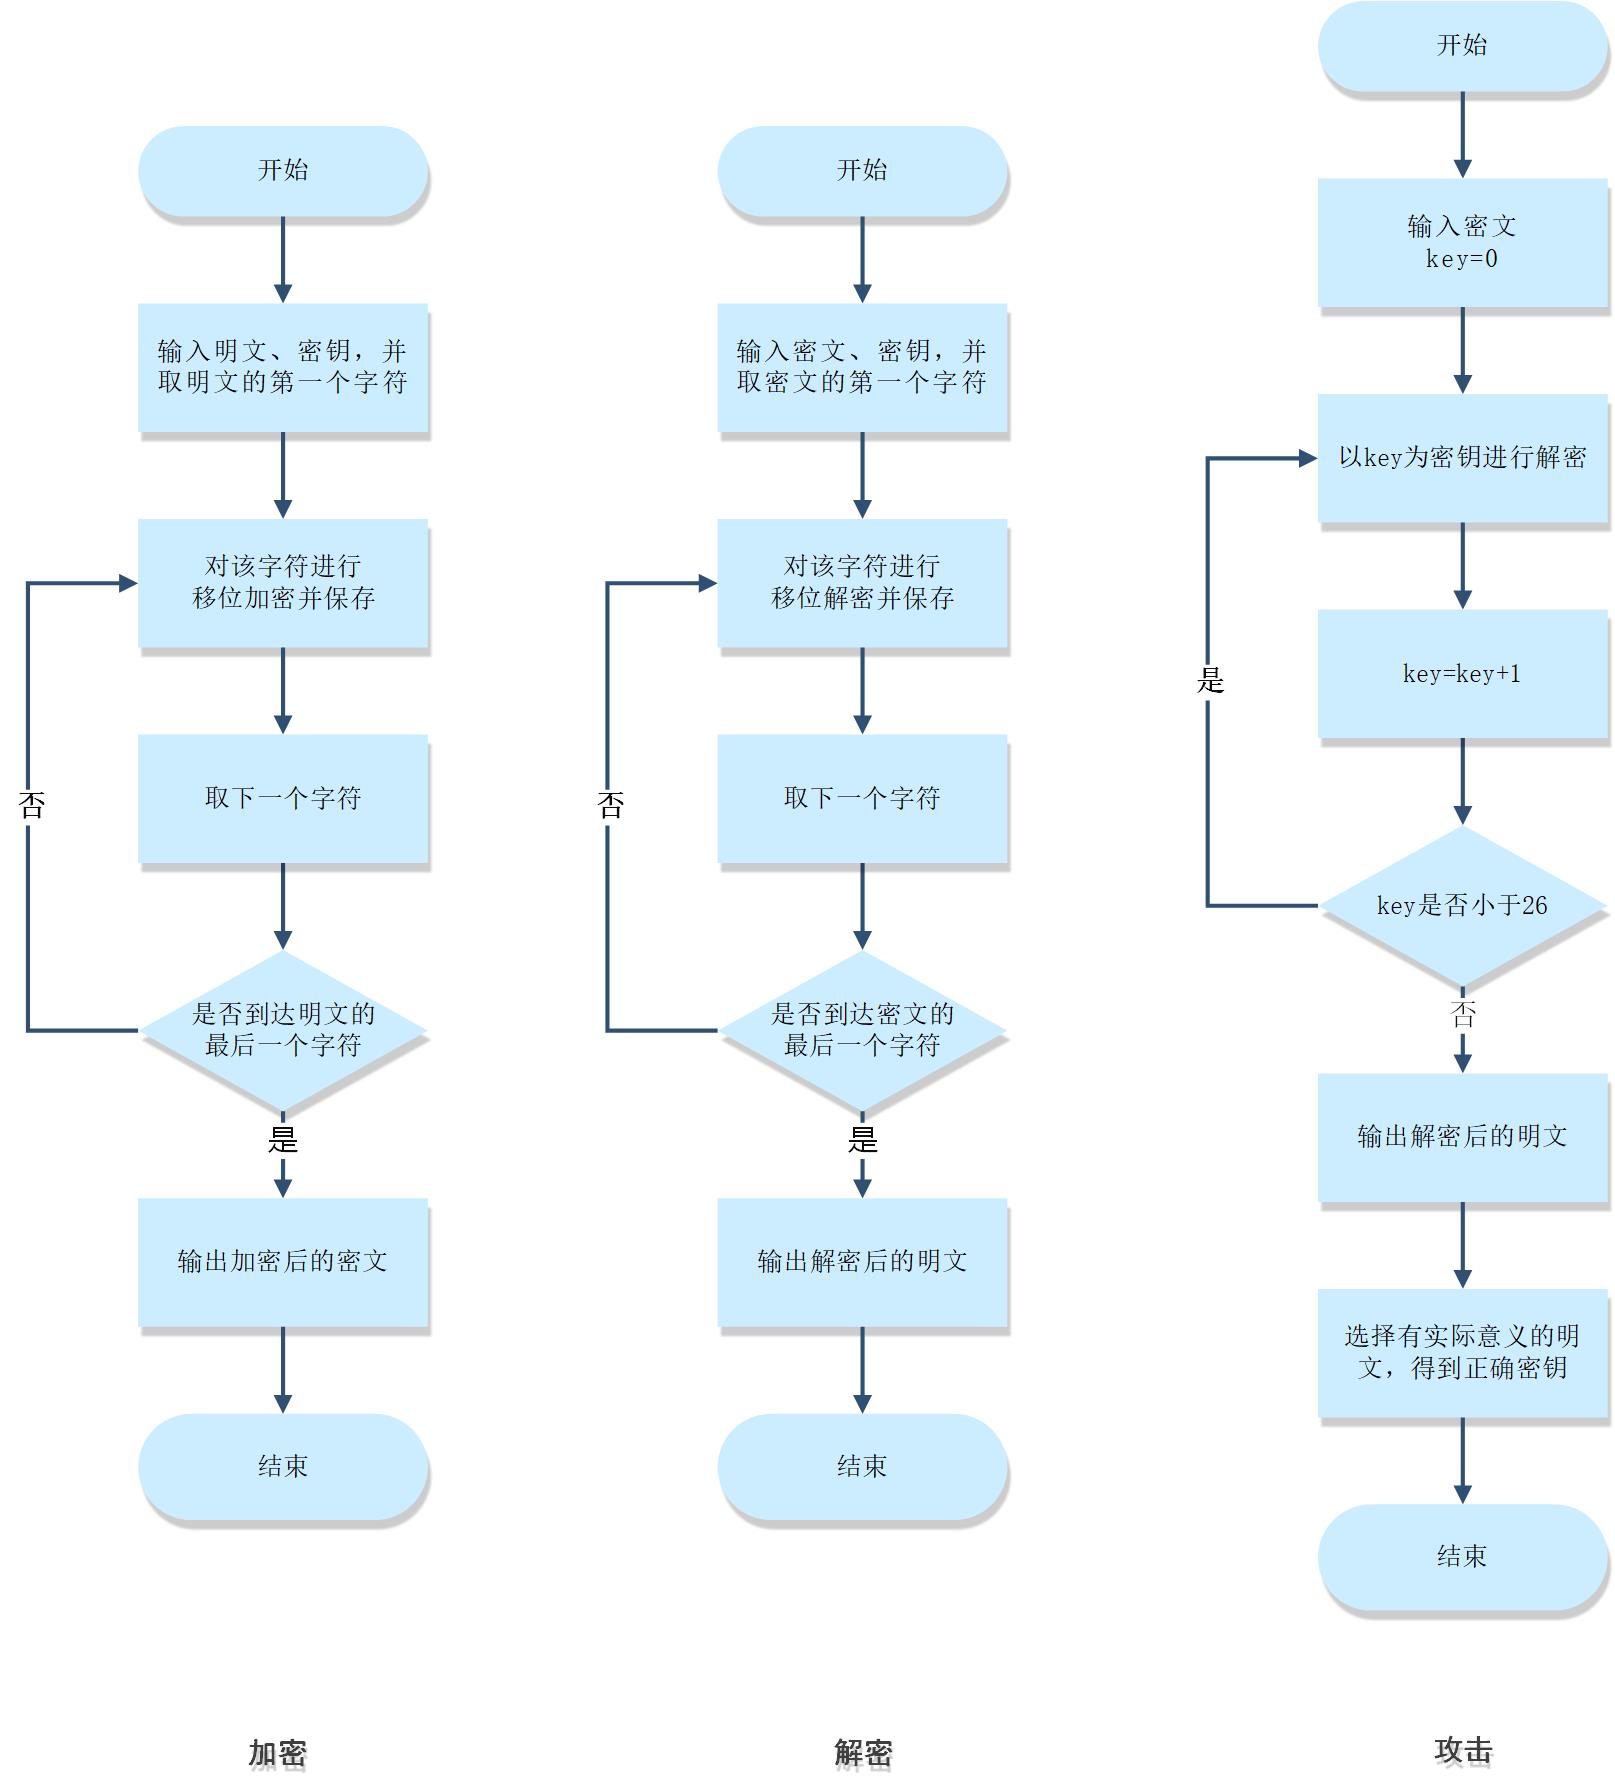 开始
输入明文、密钥，并
取明文的第一个字符
对该字符进行
移位加密并保存
取下一个字符
否
是否到达明文的
最后一个字符
是
输出加密后的密文
结束
加密
开始
输入密文、密钥，并
取密文的第一个字符
对该字符进行
移位解密并保存
取下一个字符
否
是否到达密文的
最后一个字符
是
输出解密后的明文
结束
解密
开始
输入密文
key=0
以key为密钥进行解密
key=key+1
是
key是否小于26
否
输出解密后的明文
选择有实际意义的明
文，得到正确密钥
结束
攻击